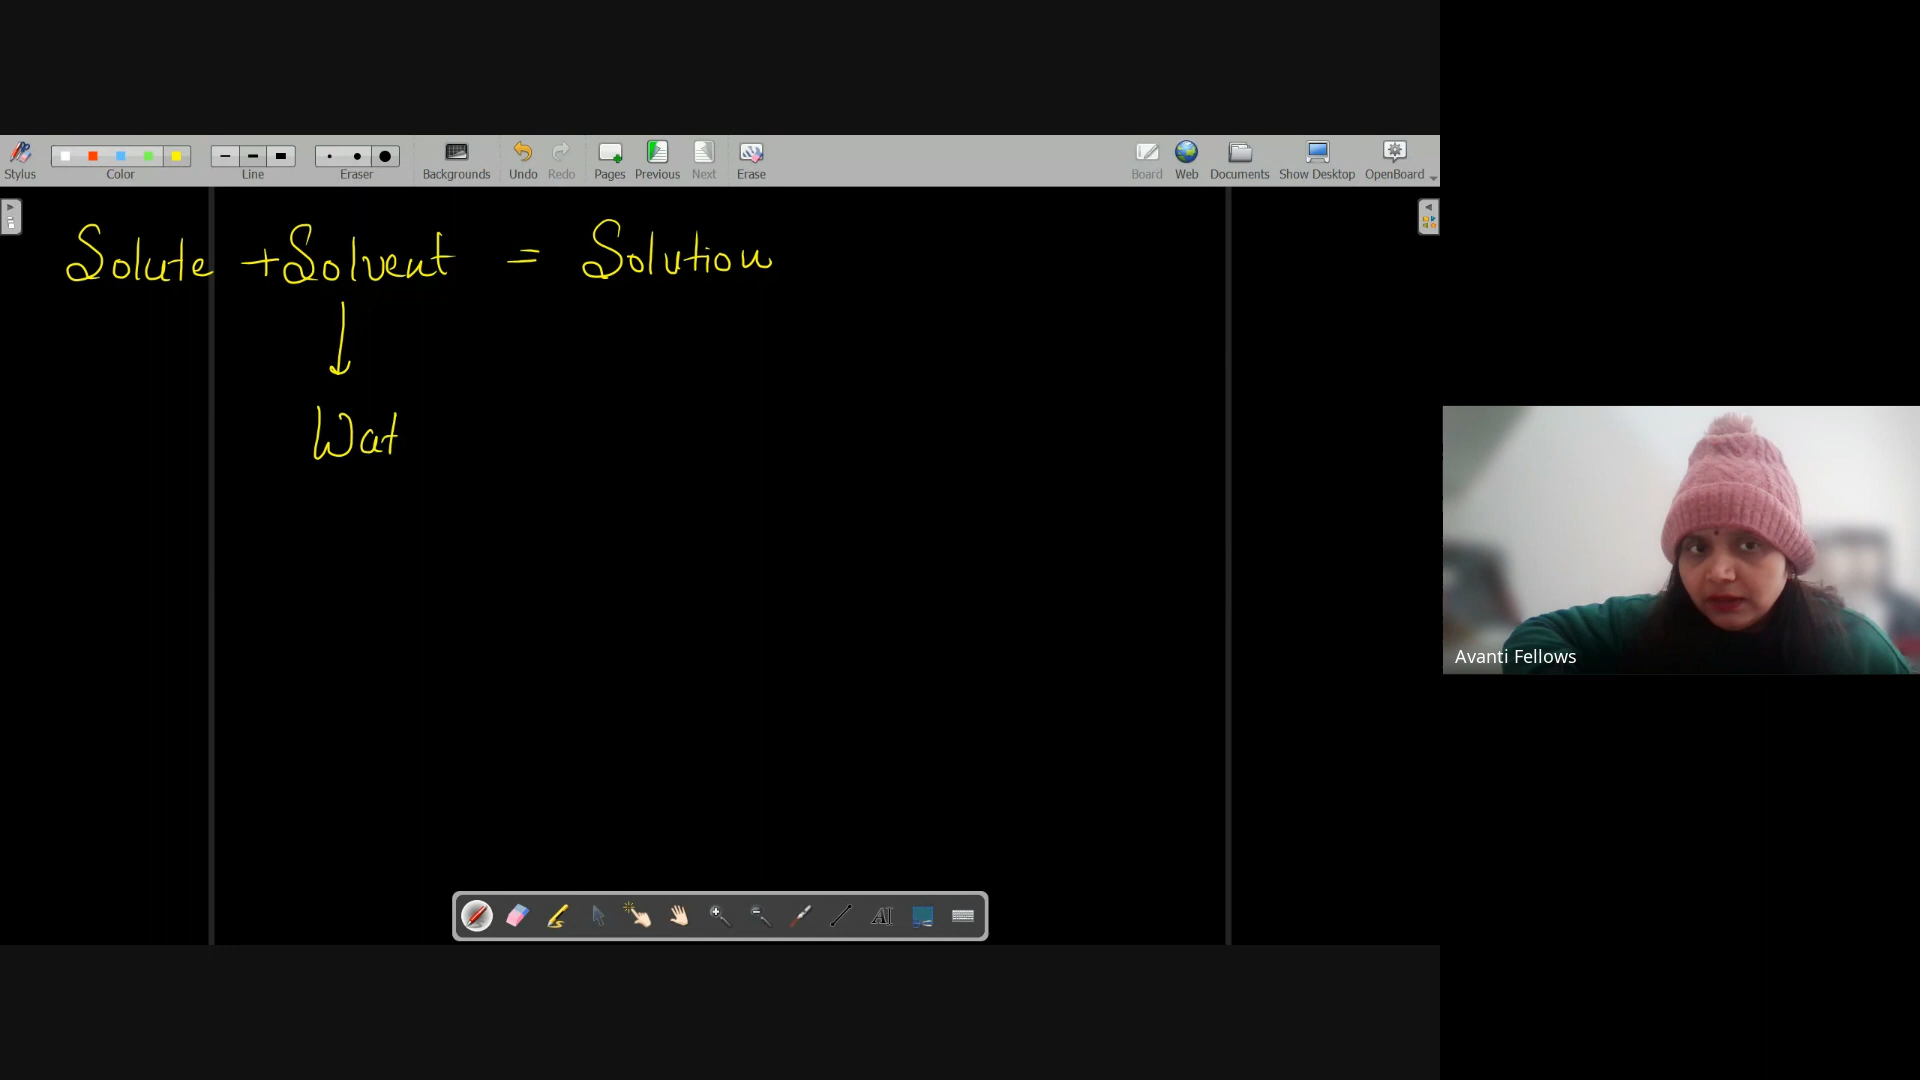 Stylus Color Line Eraser Backgrounds Undo Redo Pages Previous Next Erase Board Web Documents Show Desktop OpenBoard
Solute + Solvent = Solution
↓
Wat
AI
Avanti Fellows